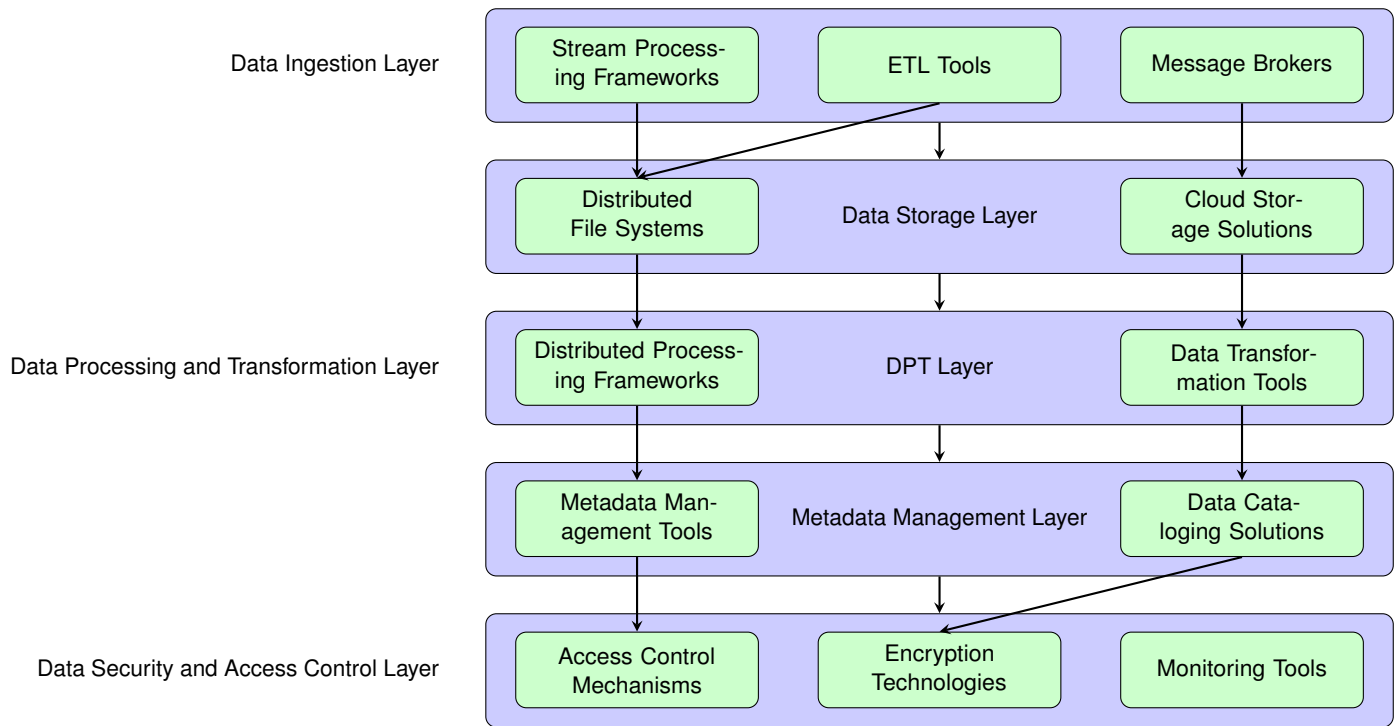 Data Ingestion Layer
Stream Process-
ing Frameworks
ETL Tools
Message Brokers
Distributed
File Systems
Data Storage Layer
Cloud Stor-
age Solutions
Data Processing and Transformation Layer
Distributed Process-
ing Frameworks
DPT Layer
Data Transfor-
mation Tools
Metadata Man-
agement Tools
Metadata Management Layer
Data Cata-
loging Solutions
Data Security and Access Control Layer
Access Control
Mechanisms
Encryption
Technologies
Monitoring Tools